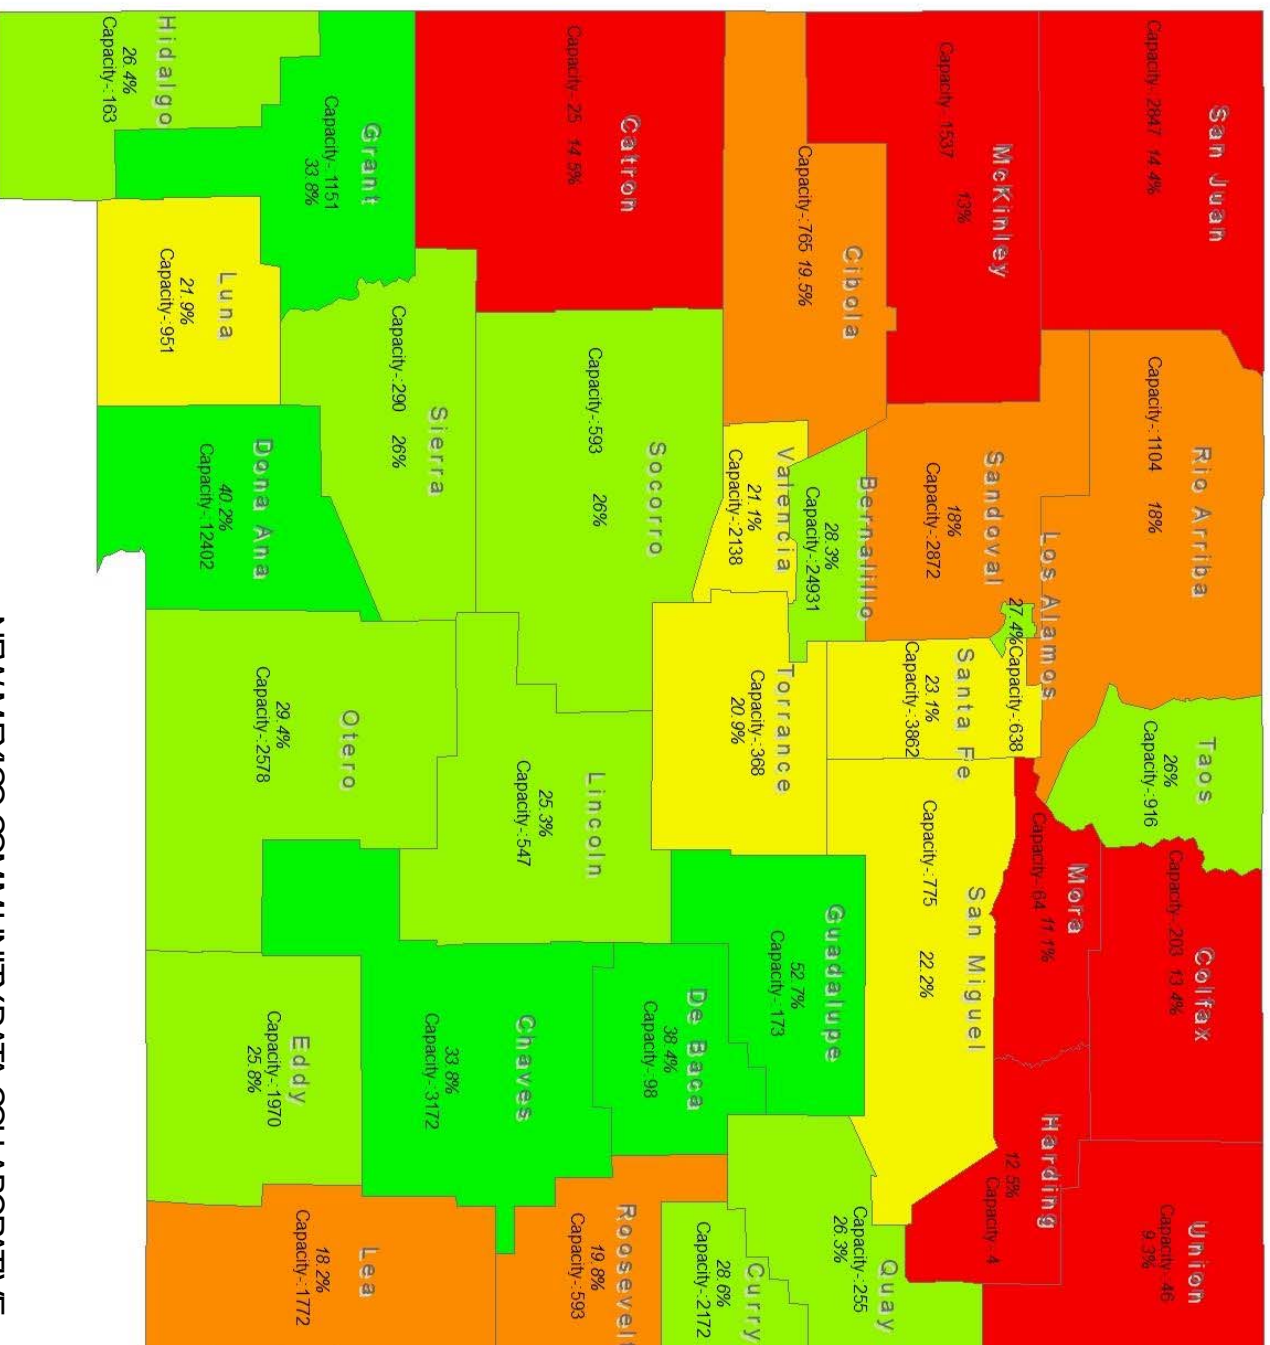 San Juan
Capacity-:2847 14.4%
Rio Arriba
Capacity-:1104 18%
Taos
26%
Capacity-:916
Colfax
Capacity-:203 13.4%
Union
Capacity-:46
9.3%
McKinley
13%
Capacity-:1537
Sandoval
18%
Capacity-:2872
Los Alamos
27.4% Capacity-:638
Santa Fe
23.1%
Capacity-:3862
Mora
11.1%
Capacity-:64
Harding
12.5%
Capacity-:4
San Miguel
Capacity-:775 22.2%
Cibola
Capacity-:765 19.5%
Bernalillo
28.3%
Capacity-:24931
Valencia
21.1%
Capacity-:2138
Torrance
Capacity-:368
20.9%
Guadalupe
52.7%
Capacity-:173
Quay
Capacity-:255
26.3%
Catron
Capacity-:25 14.5%
Socorro
Capacity-:593 26%
Lincoln
25.3%
Capacity-:547
De Baca
38.4%
Capacity-:98
Curry
28.6%
Capacity-:2172
Roosevelt
19.8%
Capacity-:593
Grant
Capacity-:1151
33.8%
Sierra
Capacity-:290 26%
Otero
29.4%
Capacity-:2578
Chaves
33.8%
Capacity-:3172
Lea
18.2%
Capacity-:1772
Hidalgo
26.4%
Capacity-:163
Luna
21.9%
Capacity-:951
Dona Ana
40.2%
Capacity-:12402
Eddy
Capacity-:1970
25.8%